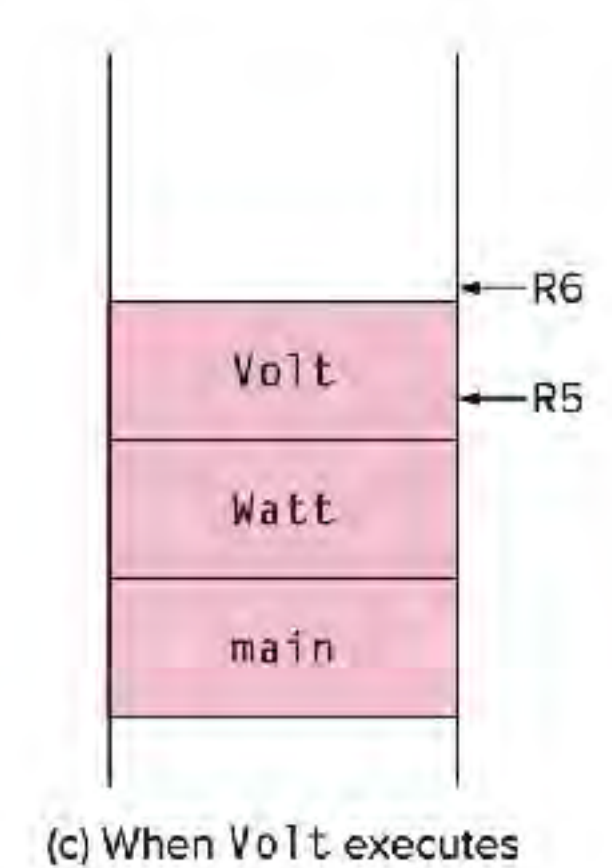 R6
Volt
R5
Watt
main
(c) When Volt executes